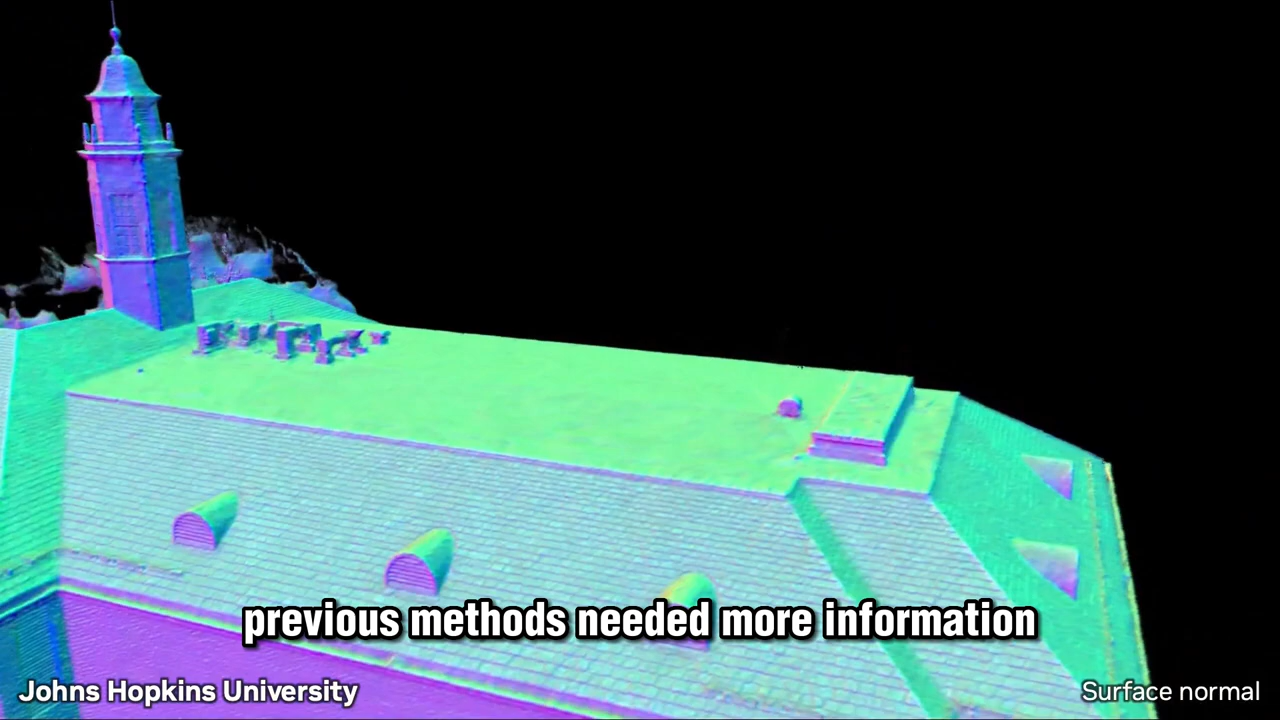 previous methods needed more information
Johns Hopkins University
Surface normal